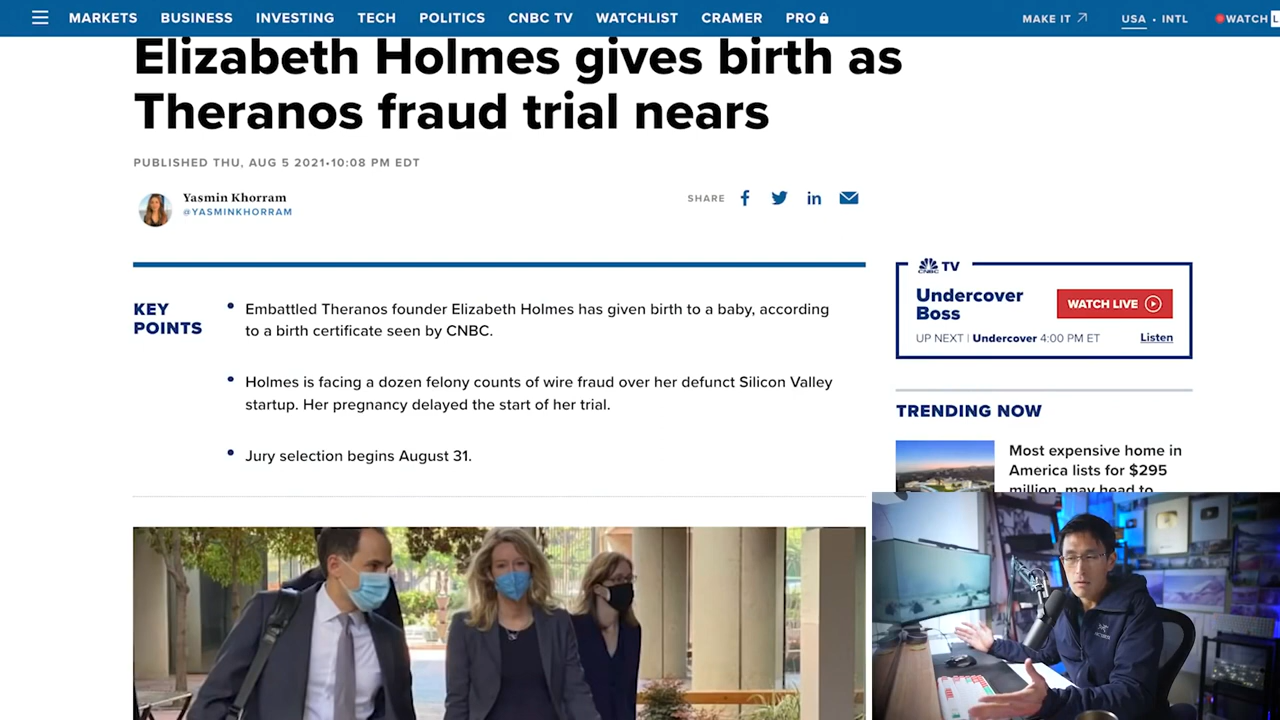 MARKETS BUSINESS INVESTING TECH POLITICS CNBC TV WATCHLIST CRAMER PRO MAKE IT USA • INTL WATCH
Elizabeth Holmes gives birth as
Theranos fraud trial nears
PUBLISHED THU, AUG 5 2021•10:08 PM EDT
Yasmin Khorram
@YASMINKHORRAM
SHARE
KEY
POINTS
Embattled Theranos founder Elizabeth Holmes has given birth to a baby, according
to a birth certificate seen by CNBC.
Holmes is facing a dozen felony counts of wire fraud over her defunct Silicon Valley
startup. Her pregnancy delayed the start of her trial.
Jury selection begins August 31.
CNBC TV
Undercover
Boss
WATCH LIVE
UP NEXT | Undercover 4:00 PM ET
Listen
TRENDING NOW
Most expensive home in
America lists for $295
million, may head to